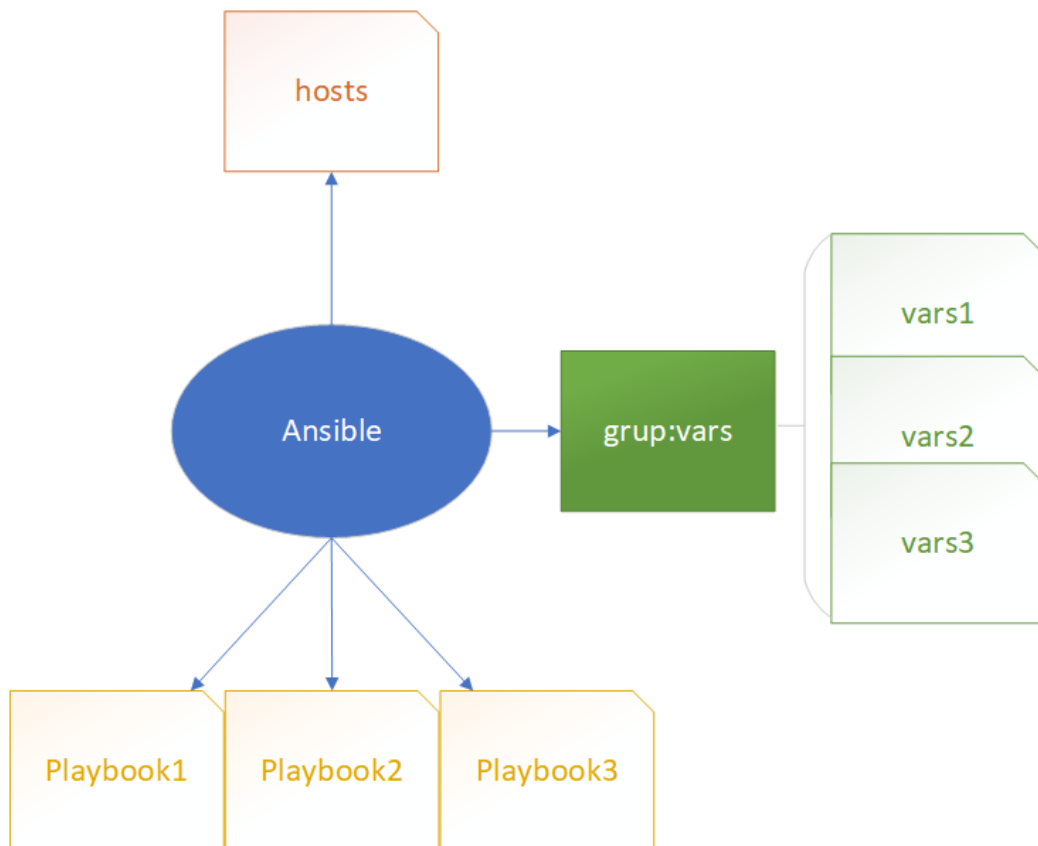 hosts
Ansible
grup:vars
vars1
vars2
vars3
Playbook1
Playbook2
Playbook3